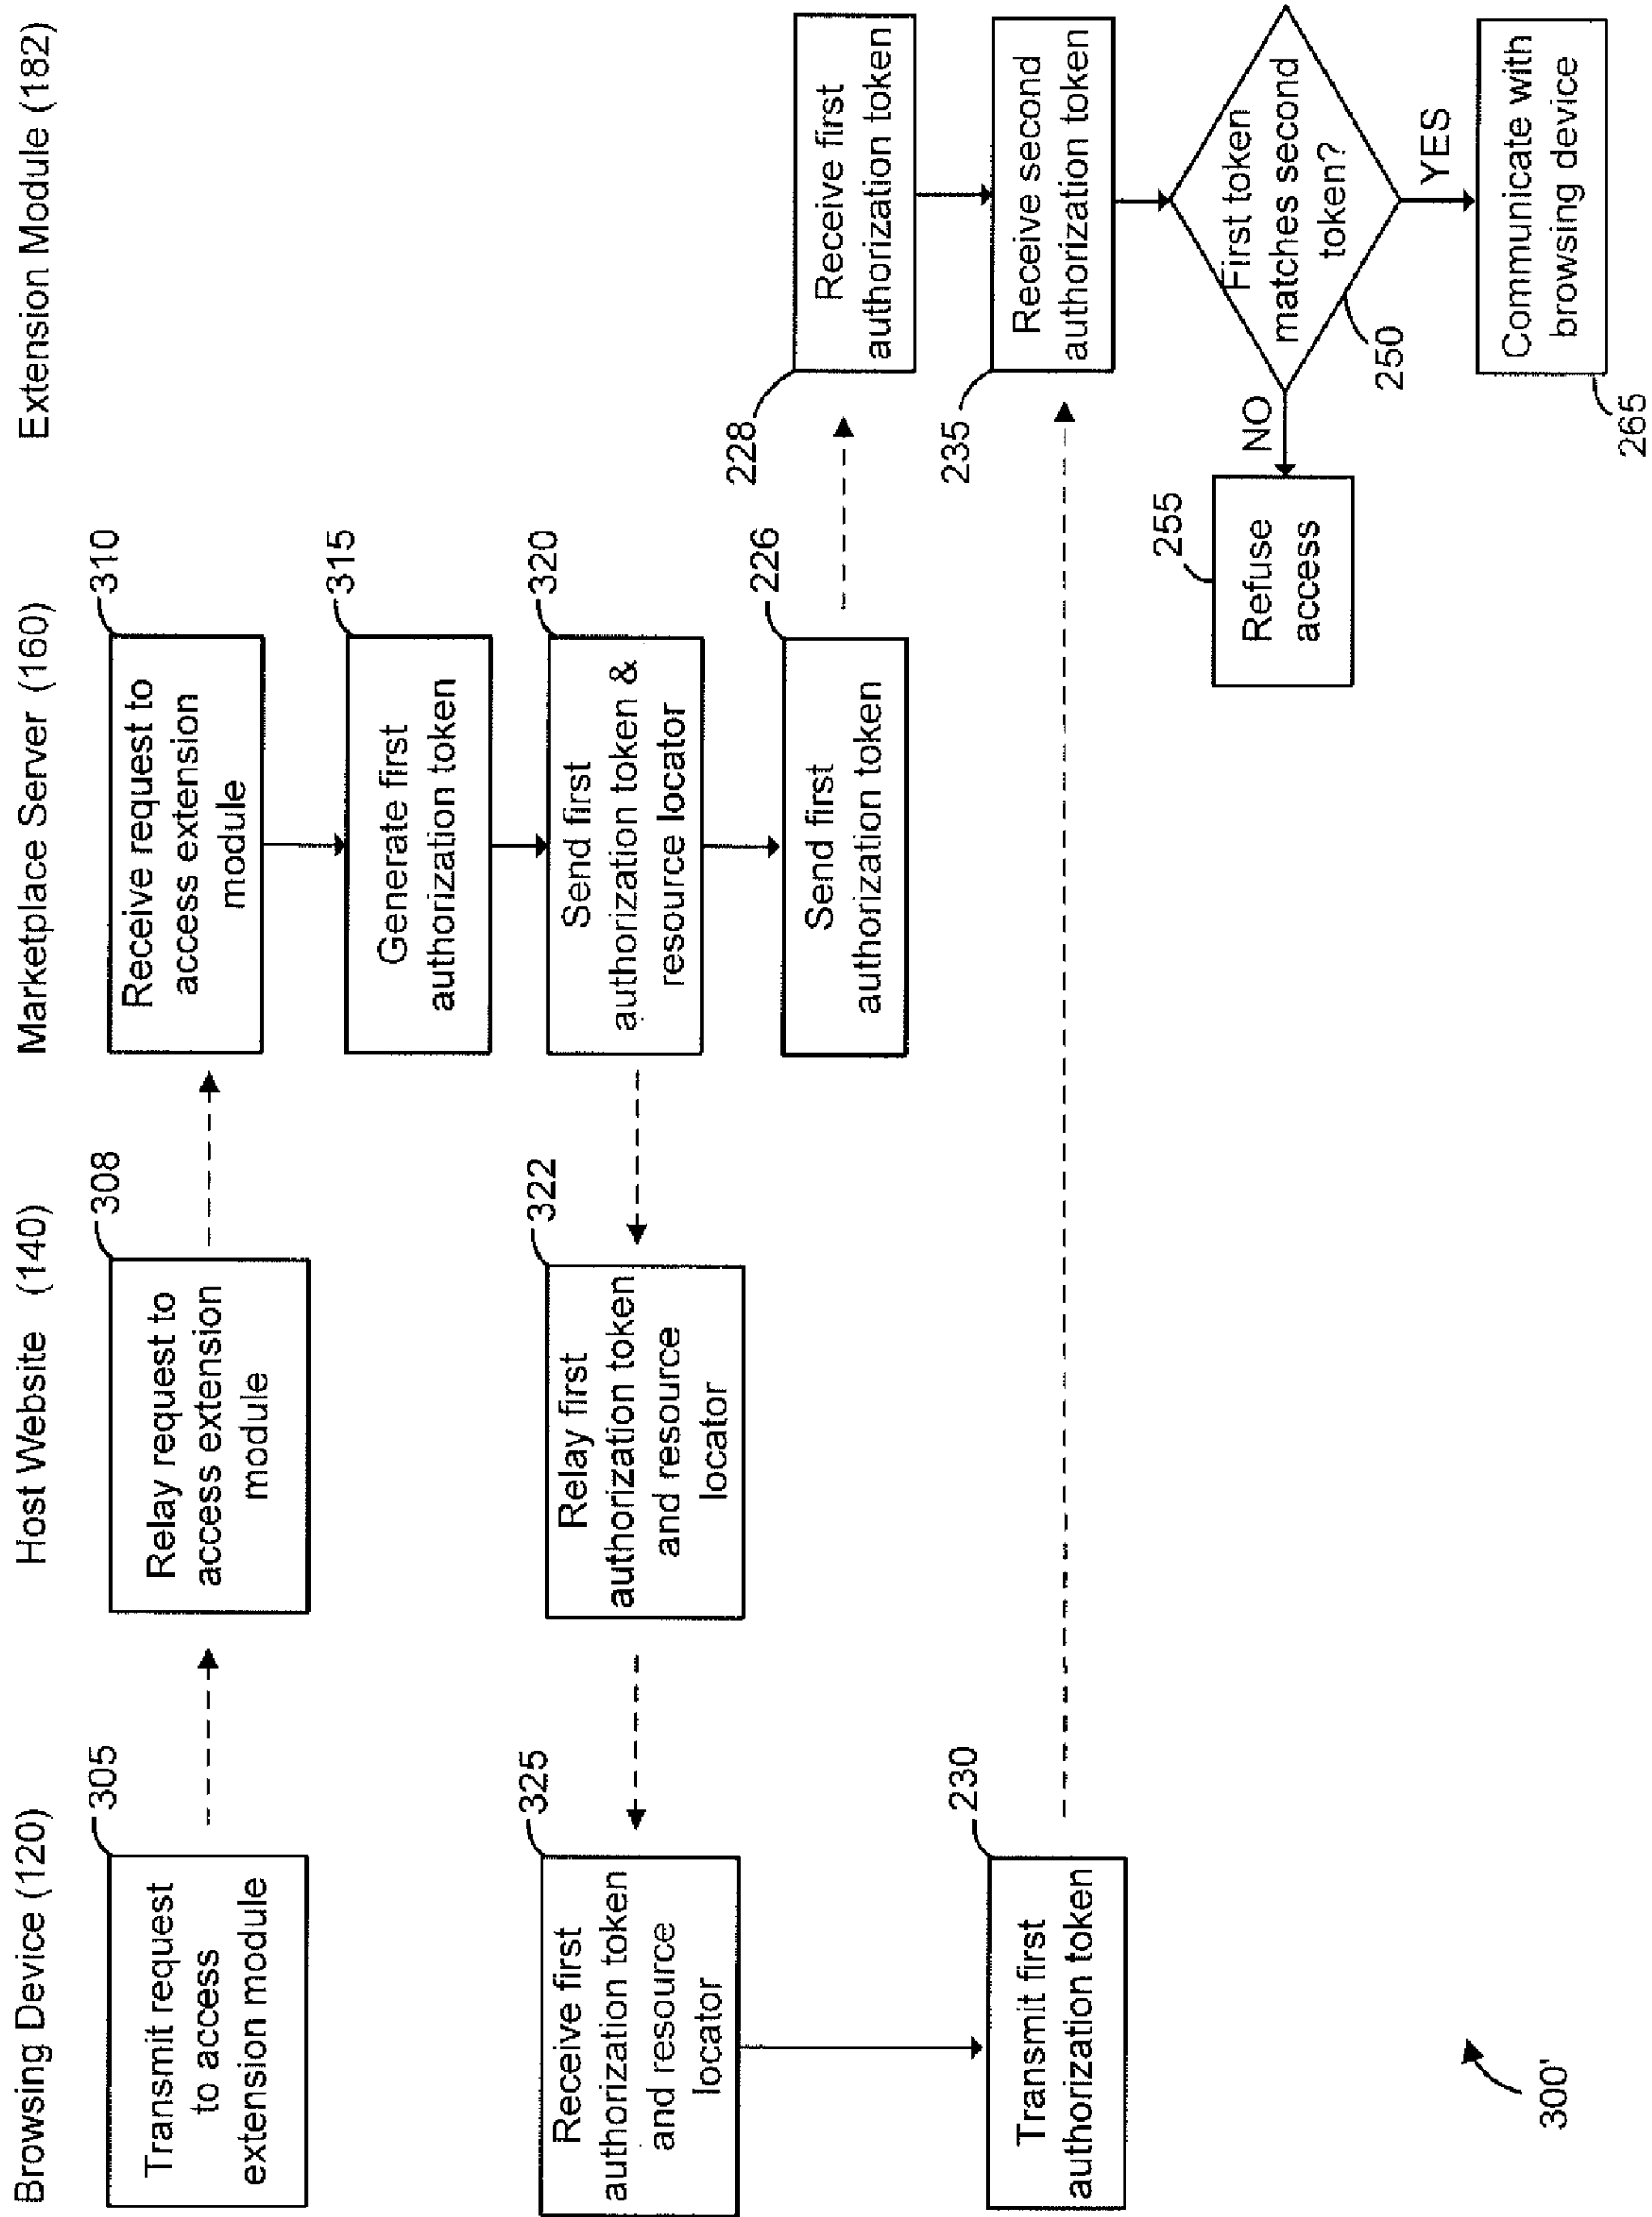 Browsing Device (120)
Host Website (140)
Marketplace Server (160)
Extension Module (182)
305
Transmit request
to access
extension module
308
Relay request to
access extension
module
310
Receive request to
access extension
module
315
Generate first
authorization token
320
Send first
authorization token &
resource locator
322
Relay first
authorization token
and resource
locator
325
Receive first
authorization token
and resource
locator
226
Send first
authorization token
228
Receive first
authorization token
230
Transmit first
authorization token
235
Receive second
authorization token
First token
matches second
token?
250
NO
255
Refuse
access
YES
Communicate with
browsing device
265
300'